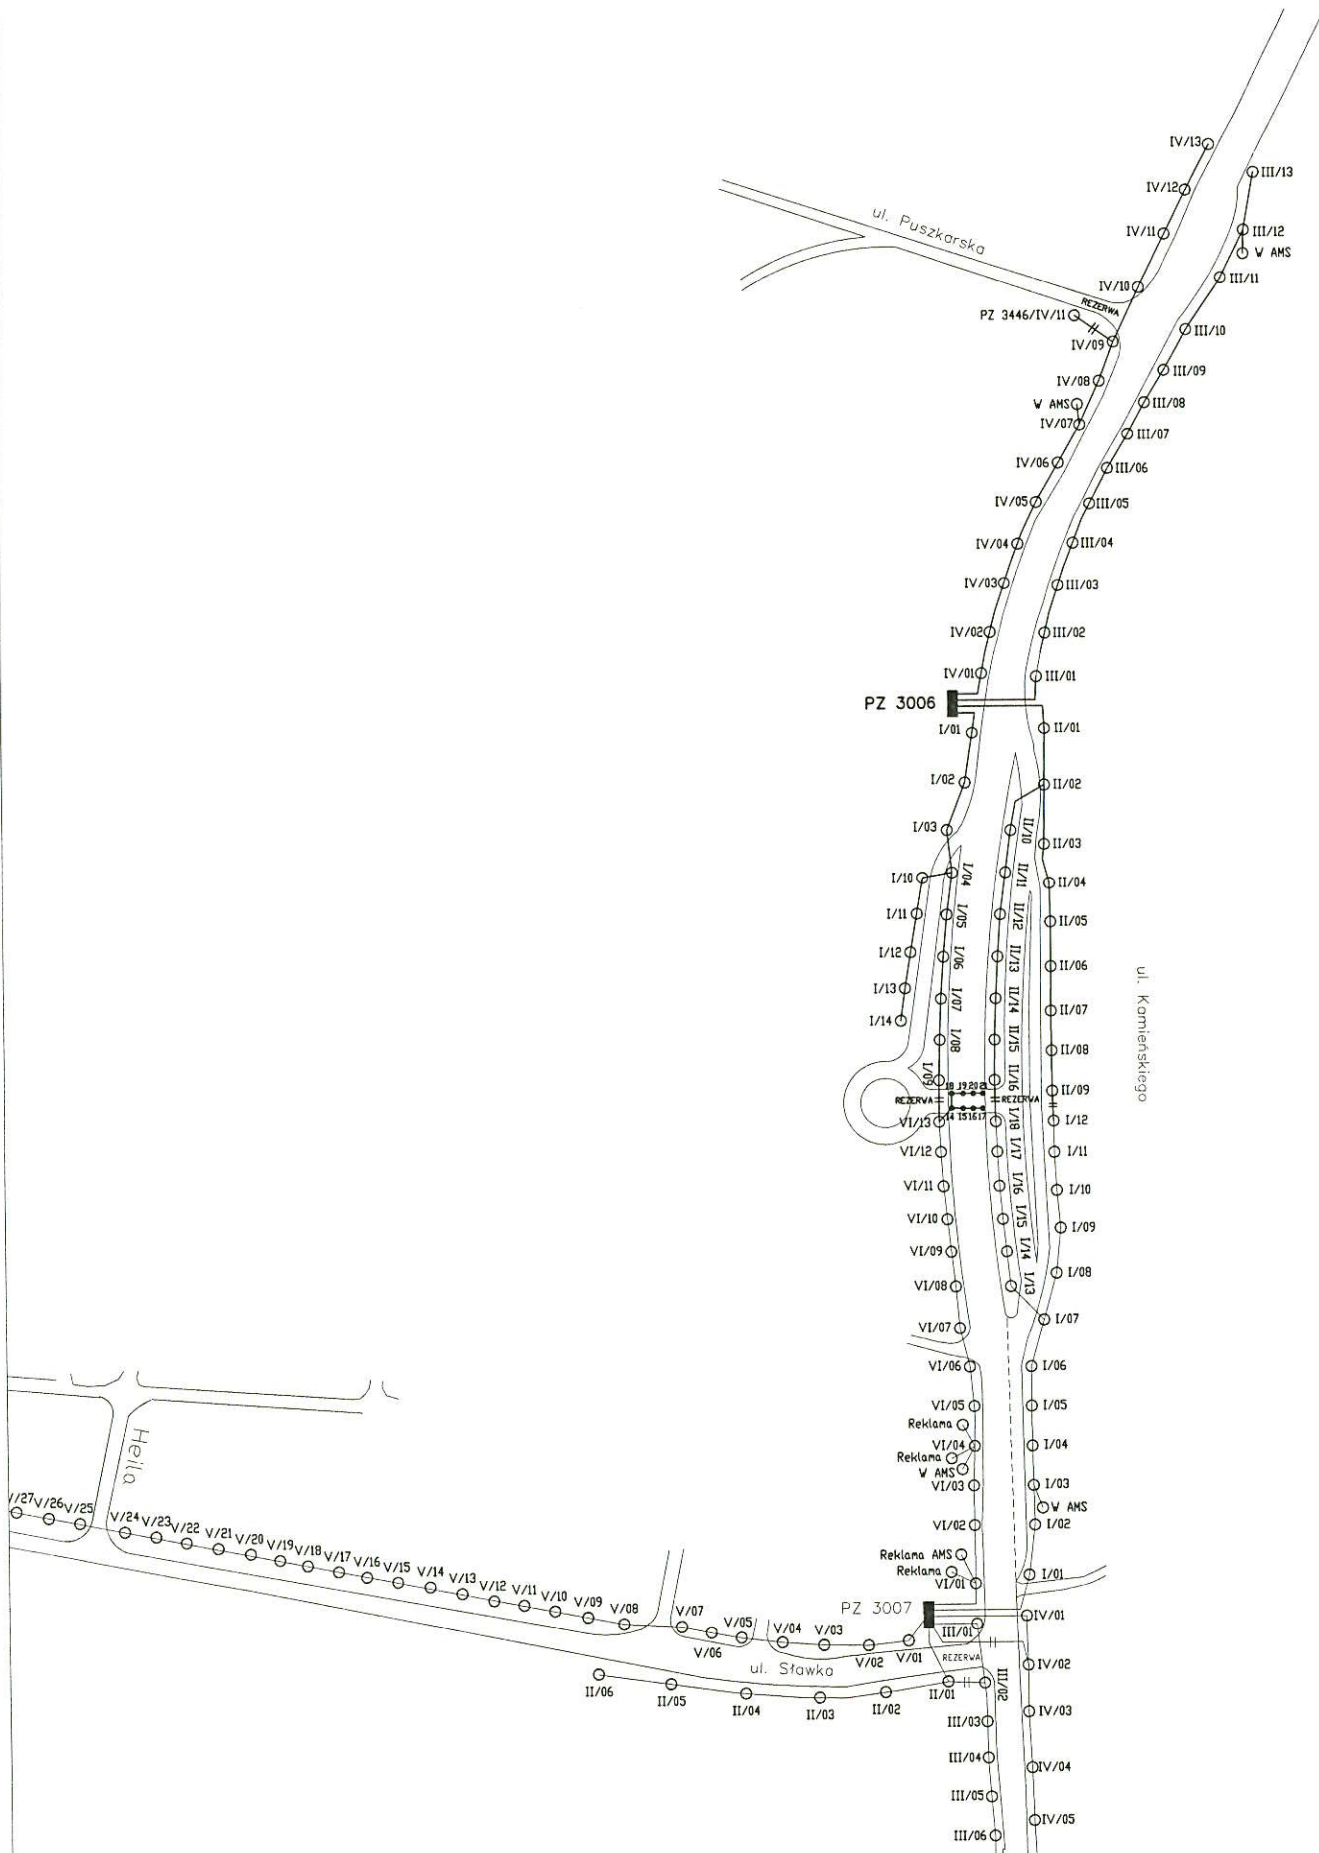 IV/13
III/13
IV/12
ul. Puszkarska
IV/11
III/12
W AMS
III/11
IV/10
REZERWA
PZ 3446/IV/11
III/10
IV/09
III/09
IV/08
III/08
W AMS
IV/07
III/07
IV/06
III/06
IV/05
III/05
IV/04
III/04
IV/03
III/03
IV/02
III/02
IV/01
III/01
PZ 3006
I/01
II/01
I/02
II/02
I/03
II/10
II/03
I/10
I/04
II/11
II/04
I/11
I/05
II/12
II/05
I/12
I/06
II/13
II/06
I/13
I/07
II/14
II/07
I/14
I/08
II/15
II/08
ul. Kamieńskiego
I/09
18 19 20 21
II/16
II/09
REZERWA
REZERWA
14 15 16 17
VI/13
I/18
I/12
VI/12
I/17
I/11
VI/11
I/16
I/10
VI/10
I/15
I/09
VI/09
I/14
I/08
VI/08
I/13
I/07
VI/07
VI/06
I/06
VI/05
I/05
Reklama
VI/04
I/04
Reklama
W AMS
VI/03
I/03
W AMS
VI/02
I/02
Reklama AMS
Reklama
VI/01
I/01
Heila
V/27
V/26
V/25
V/24
V/23
V/22
V/21
V/20
V/19
V/18
V/17
V/16
V/15
V/14
V/13
V/12
V/11
V/10
V/09
V/08
V/07
V/06
V/05
V/04
V/03
V/02
V/01
PZ 3007
III/01
IV/01
REZERWA
IV/02
ul. Sławka
II/06
II/05
II/04
II/03
II/02
II/01
III/02
III/03
IV/03
III/04
IV/04
III/05
IV/05
III/06